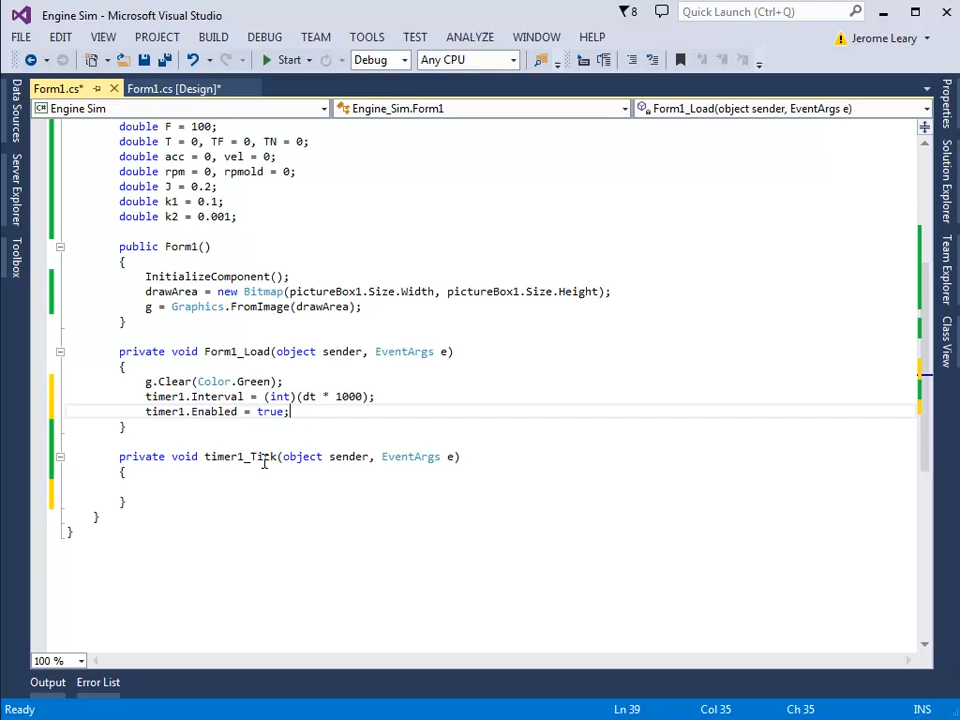 Engine Sim - Microsoft Visual Studio
8
Quick Launch (Ctrl+Q)
FILE EDIT VIEW PROJECT BUILD DEBUG TEAM TOOLS TEST ANALYZE WINDOW HELP
Jerome Leary
Start Debug Any CPU
Form1.cs* Form1.cs [Design]*
C# Engine Sim Engine_Sim.Form1 Form1_Load(object sender, EventArgs e)
double F = 100;
double T = 0, TF = 0, TN = 0;
double acc = 0, vel = 0;
double rpm = 0, rpmold = 0;
double J = 0.2;
double k1 = 0.1;
double k2 = 0.001;
public Form1()
{
InitializeComponent();
drawArea = new Bitmap(pictureBox1.Size.Width, pictureBox1.Size.Height);
g = Graphics.FromImage(drawArea);
}
private void Form1_Load(object sender, EventArgs e)
{
g.Clear(Color.Green);
timer1.Interval = (int)(dt * 1000);
timer1.Enabled = true;
}
private void timer1_Tick(object sender, EventArgs e)
{
}
}
}
Data Sources
Server Explorer
Toolbox
Properties
Solution Explorer
Team Explorer
Class View
100 %
Output Error List
Ready Ln 39 Col 35 Ch 35 INS